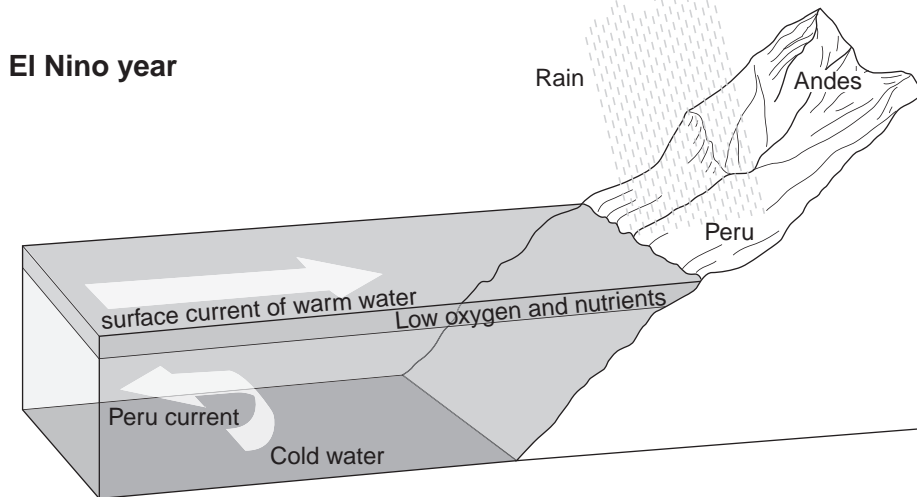 El Nino year
Rain
Andes
Peru
surface current of warm water
Low oxygen and nutrients
Peru current
Cold water